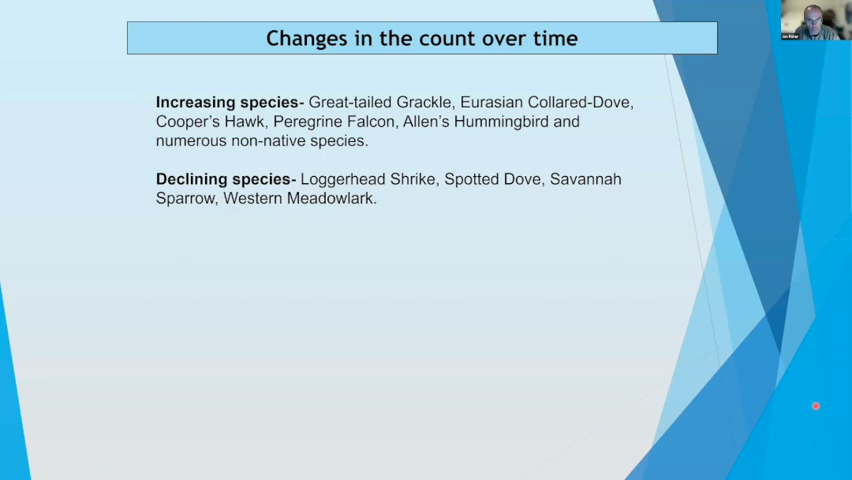 Changes in the count over time
Increasing species- Great-tailed Grackle, Eurasian Collared-Dove,
Cooper's Hawk, Peregrine Falcon, Allen's Hummingbird and
numerous non-native species.
Declining species- Loggerhead Shrike, Spotted Dove, Savannah
Sparrow, Western Meadowlark.